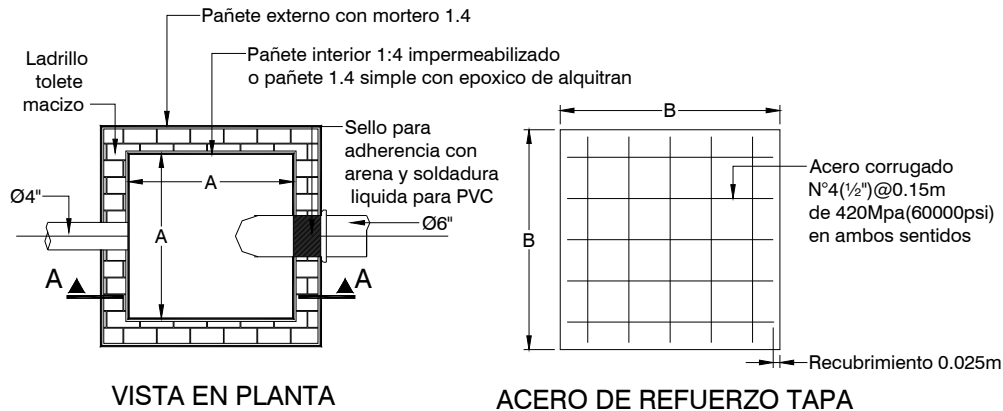 Pañete externo con mortero 1.4
Pañete interior 1:4 impermeabilizado
o pañete 1.4 simple con epoxico de alquitran
Ladrillo
tolete
macizo
Sello para
adherencia con
arena y soldadura
liquida para PVC
Ø4"
Ø6"
A
A
A
A
VISTA EN PLANTA
B
B
Acero corrugado
N°4(½")@0.15m
de 420Mpa(60000psi)
en ambos sentidos
Recubrimiento 0.025m
ACERO DE REFUERZO TAPA